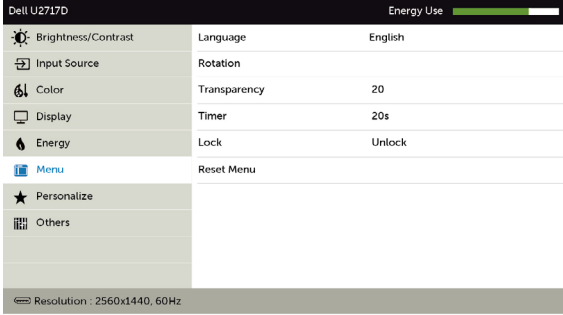 Dell U2717D Energy Use
Brightness/Contrast Language English
Input Source Rotation
Color Transparency 20
Display Timer 20s
Energy Lock Unlock
Menu Reset Menu
Personalize
Others
Resolution : 2560x1440, 60Hz